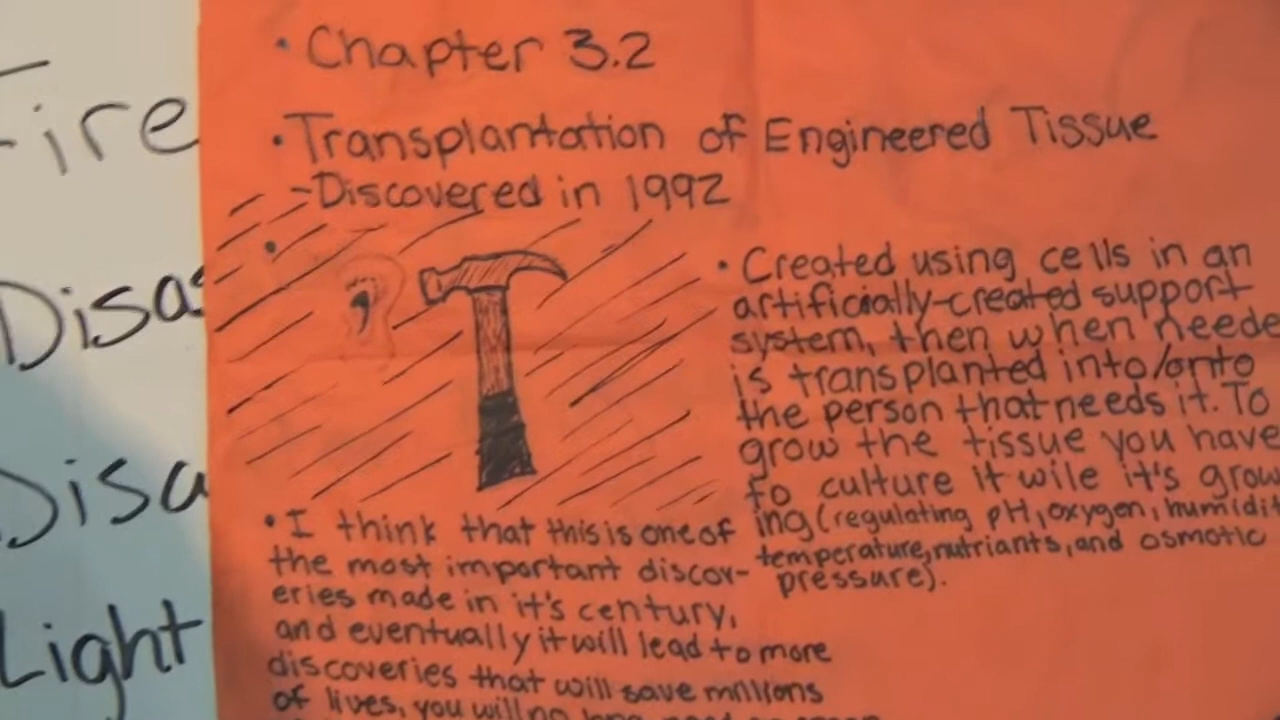 Fire
Disas
Disa
Light
• Chapter 3.2
• Transplantation of Engineered Tissue
- Discovered in 1992
• Created using cells in an
artificially-created support
system, then when neede
is transplanted into/onto
the person that needs it. To
grow the tissue you have
to culture it wile it's grow
ing (regulating pH, oxygen, humidit
temperature, nutriants, and osmotic
pressure).
• I think that this is one of
the most important discov-
eries made in it's century,
and eventually it will lead to more
discoveries that will save millions
of lives, you will no